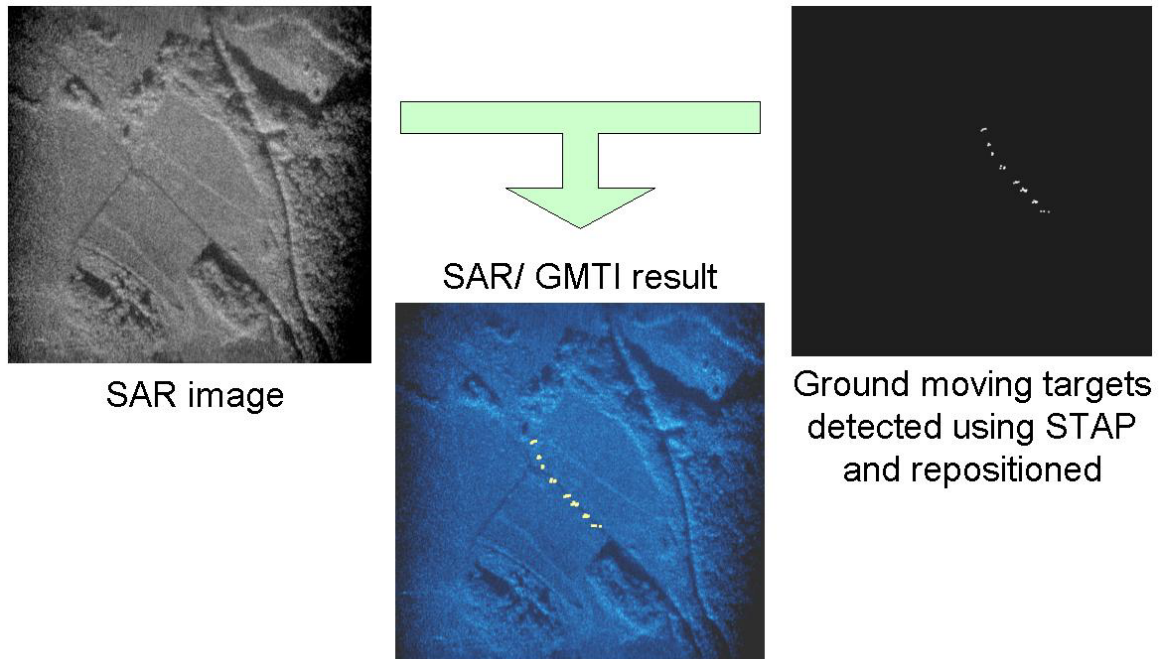 SAR/ GMTI result
SAR image
Ground moving targets
detected using STAP
and repositioned